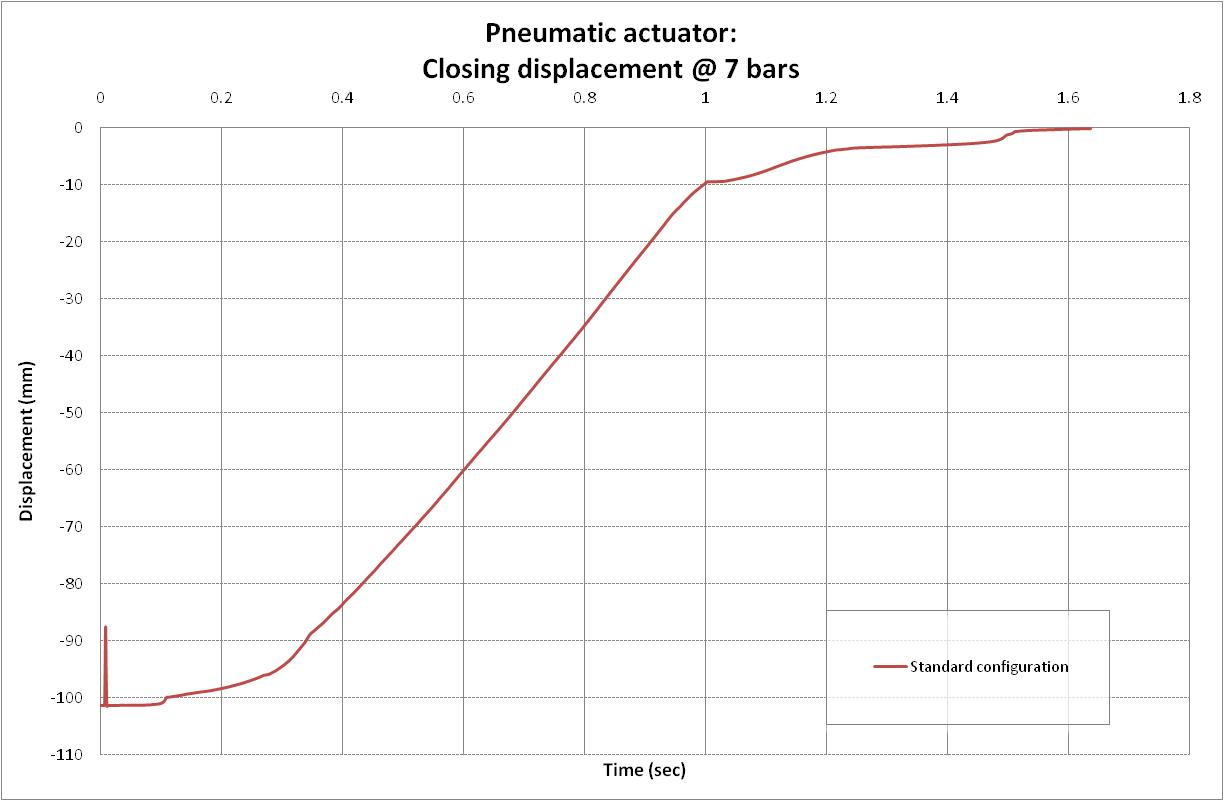 Pneumatic actuator:
Closing displacement @ 7 bars
0 0.2 0.4 0.6 0.8 1 1.2 1.4 1.6 1.8
0
-10
-20
-30
-40
-50
-60
-70
-80
-90
-100
-110
Displacement (mm)
Standard configuration
Time (sec)